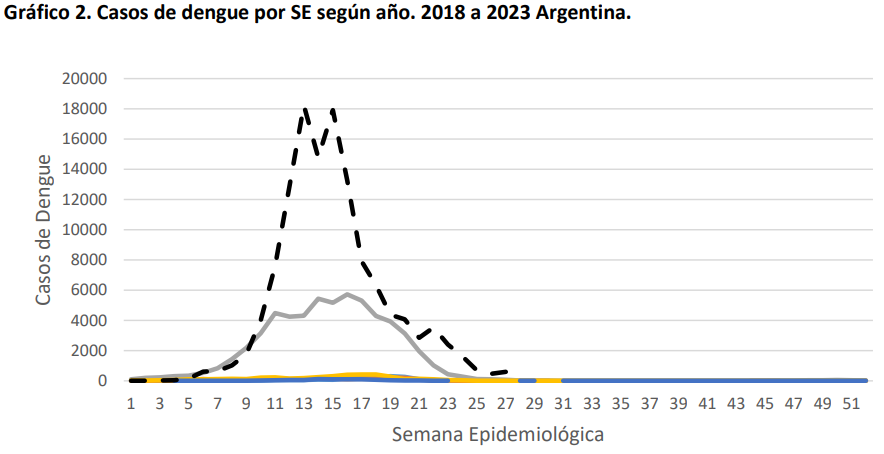 Gráfico 2. Casos de dengue por SE según año. 2018 a 2023 Argentina.
20000
18000
16000
14000
12000
10000
8000
6000
4000
2000
0
Casos de Dengue
1 3 5 7 9 11 13 15 17 19 21 23 25 27 29 31 33 35 37 39 41 43 45 47 49 51
Semana Epidemiológica